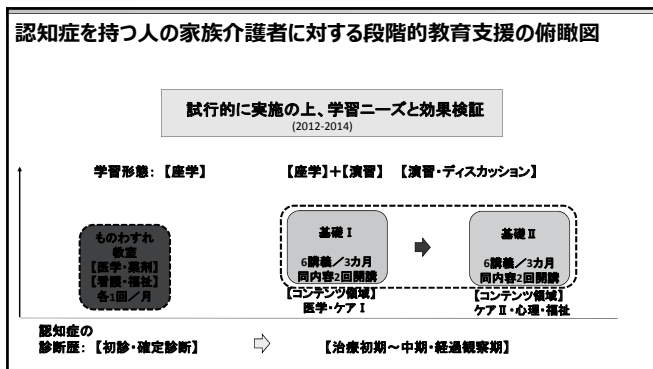 認知症を持つ人の家族介護者に対する段階的教育支援の俯瞰図
試行的に実施の上、学習ニーズと効果検証
(2012-2014)
学習形態：【座学】
【座学】＋【演習】
【演習・ディスカッション】
ものわすれ
教室
【医学・薬剤】
【看護・福祉】
各1回／月
基礎Ⅰ
6講義／3カ月
同内容2回開講
【コンテンツ領域】
医学・ケアⅠ
基礎Ⅱ
6講義／3カ月
同内容2回開講
【コンテンツ領域】
ケアⅡ・心理・福祉
認知症の
診断歴：【初診・確定診断】
【治療初期～中期・経過観察期】